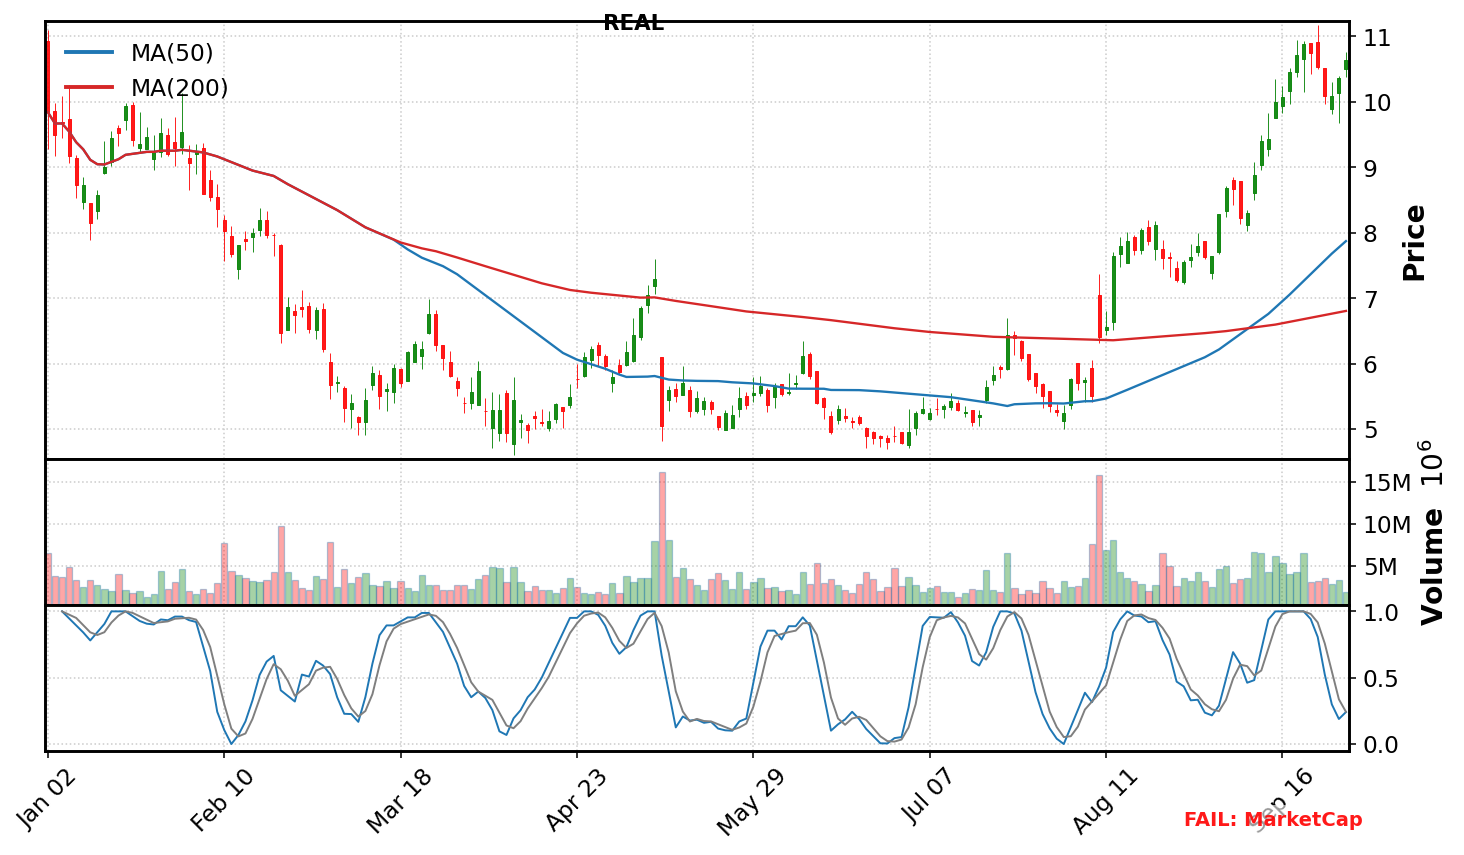 REAL
MA(50)
MA(200)
11
10
9
8
7
6
5
Price
15M
10M
5M
Volume 10^6
1.0
0.5
0.0
Jan 02
Feb 10
Mar 18
Apr 23
May 29
Jul 07
Aug 11
Sep 16
FAIL: MarketCap